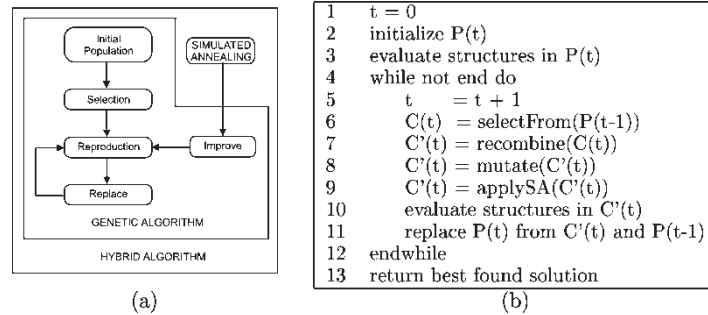 Initial
Population
SIMULATED
ANNEALING
Selection
Reproduction
Improve
Replace
GENETIC ALGORITHM
HYBRID ALGORITHM
(a)
1 t = 0
2 initialize P(t)
3 evaluate structures in P(t)
4 while not end do
5 t = t + 1
6 C(t) = selectFrom(P(t-1))
7 C'(t) = recombine(C(t))
8 C'(t) = mutate(C'(t))
9 C'(t) = applySA(C'(t))
10 evaluate structures in C'(t)
11 replace P(t) from C'(t) and P(t-1)
12 endwhile
13 return best found solution
(b)